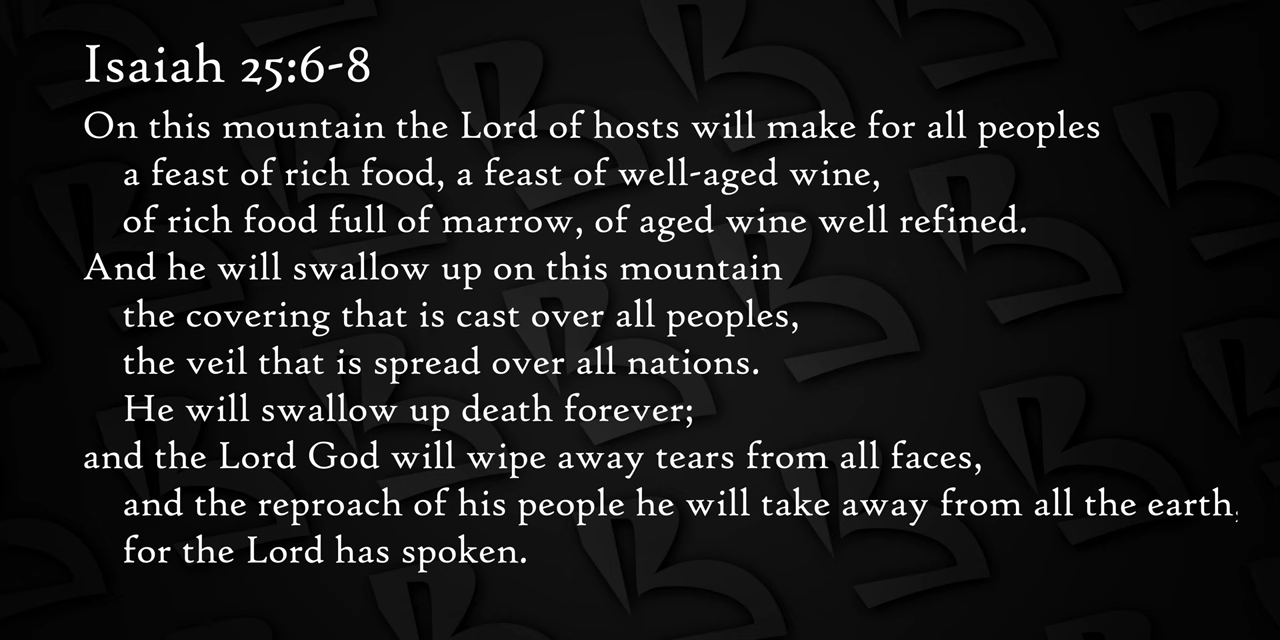 Isaiah 25:6-8
On this mountain the Lord of hosts will make for all peoples
a feast of rich food, a feast of well-aged wine,
of rich food full of marrow, of aged wine well refined.
And he will swallow up on this mountain
the covering that is cast over all peoples,
the veil that is spread over all nations.
He will swallow up death forever;
and the Lord God will wipe away tears from all faces,
and the reproach of his people he will take away from all the earth,
for the Lord has spoken.